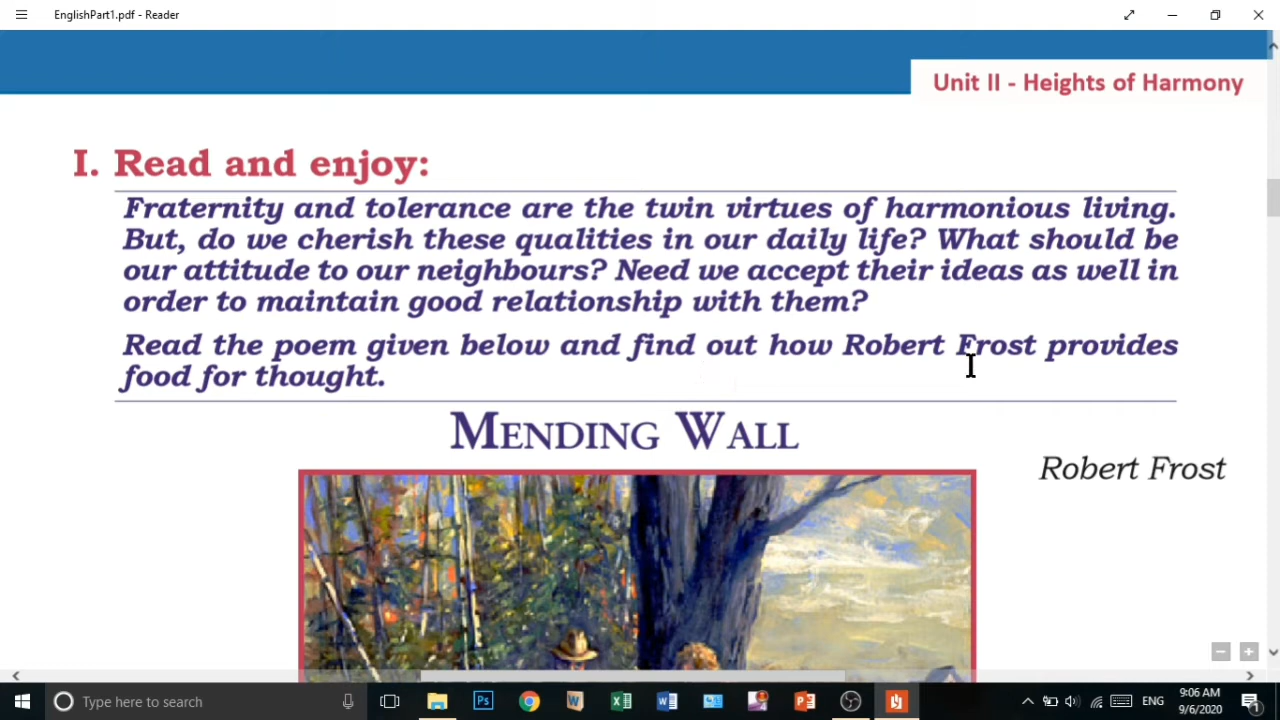 EnglishPart1.pdf - Reader
Unit II - Heights of Harmony
I. Read and enjoy:
Fraternity and tolerance are the twin virtues of harmonious living.
But, do we cherish these qualities in our daily life? What should be
our attitude to our neighbours? Need we accept their ideas as well in
order to maintain good relationship with them?
Read the poem given below and find out how Robert Frost provides
food for thought.
MENDING WALL
Robert Frost
Type here to search
ENG
9:06 AM
9/6/2020